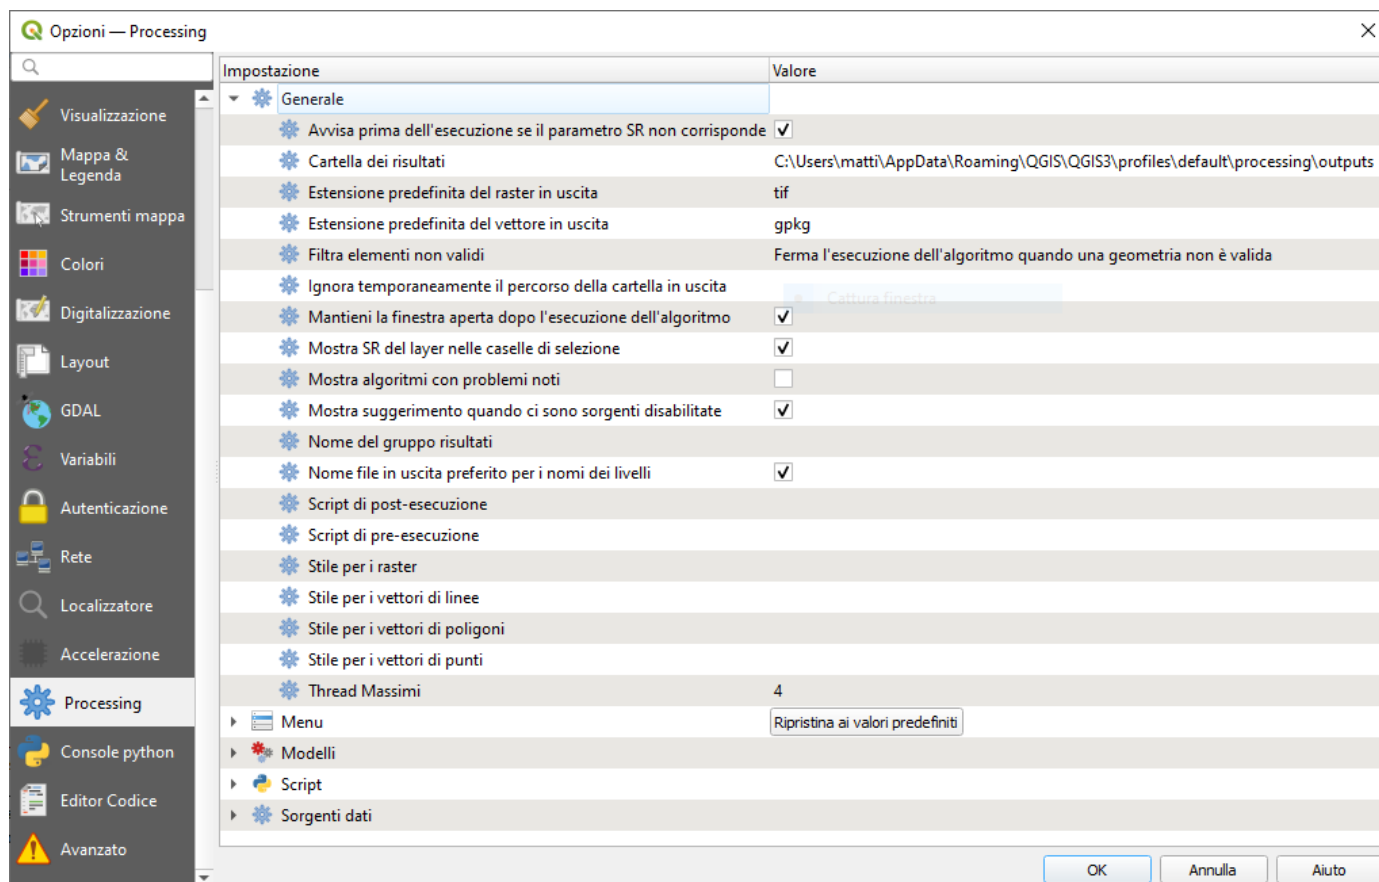 Opzioni — Processing
Visualizzazione
Mappa &
Legenda
Strumenti mappa
Colori
Digitalizzazione
Layout
GDAL
Variabili
Autenticazione
Rete
Localizzatore
Accelerazione
Processing
Console python
Editor Codice
Avanzato
Impostazione Valore
Generale
Avvisa prima dell'esecuzione se il parametro SR non corrisponde
Cartella dei risultati C:\Users\matti\AppData\Roaming\QGIS\QGIS3\profiles\default\processing\outputs
Estensione predefinita del raster in uscita tif
Estensione predefinita del vettore in uscita gpkg
Filtra elementi non validi Ferma l'esecuzione dell'algoritmo quando una geometria non è valida
Ignora temporaneamente il percorso della cartella in uscita
Cattura finestra
Mantieni la finestra aperta dopo l'esecuzione dell'algoritmo
Mostra SR del layer nelle caselle di selezione
Mostra algoritmi con problemi noti
Mostra suggerimento quando ci sono sorgenti disabilitate
Nome del gruppo risultati
Nome file in uscita preferito per i nomi dei livelli
Script di post-esecuzione
Script di pre-esecuzione
Stile per i raster
Stile per i vettori di linee
Stile per i vettori di poligoni
Stile per i vettori di punti
Thread Massimi 4
Menu Ripristina ai valori predefiniti
Modelli
Script
Sorgenti dati
OK Annulla Aiuto